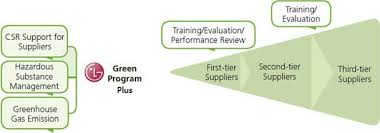 CSR Support for
Suppliers
Hazardous
Substance
Management
Greenhouse
Gas Emission
LG
Green
Program
Plus
Training/Evaluation/
Performance Review
Training/
Evaluation
First-tier
Suppliers
Second-tier
Suppliers
Third-tier
Suppliers